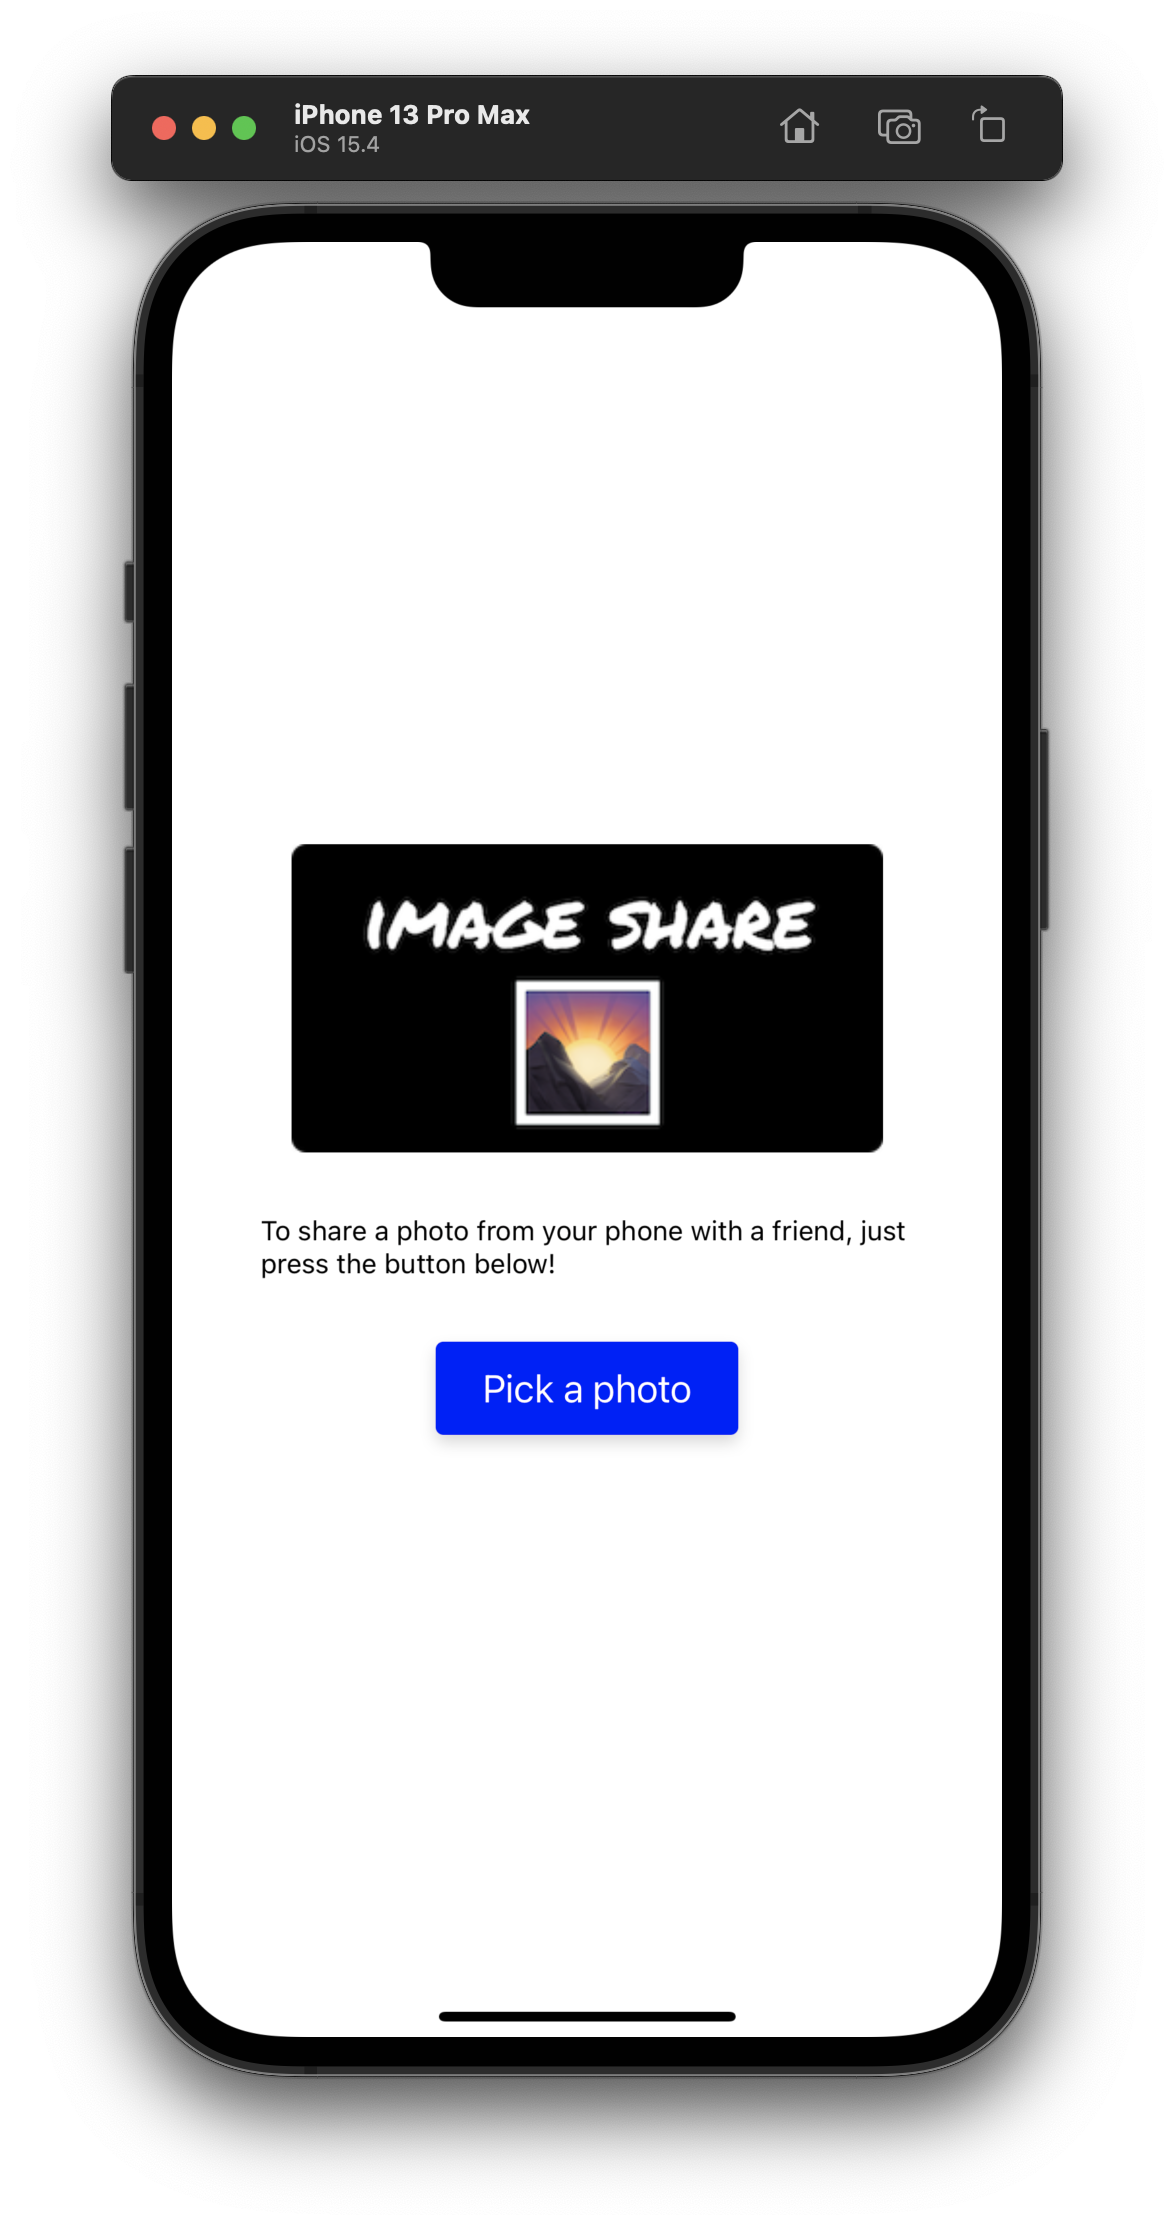 iPhone 13 Pro Max
iOS 15.4
IMAGE SHARE
To share a photo from your phone with a friend, just
press the button below!
Pick a photo